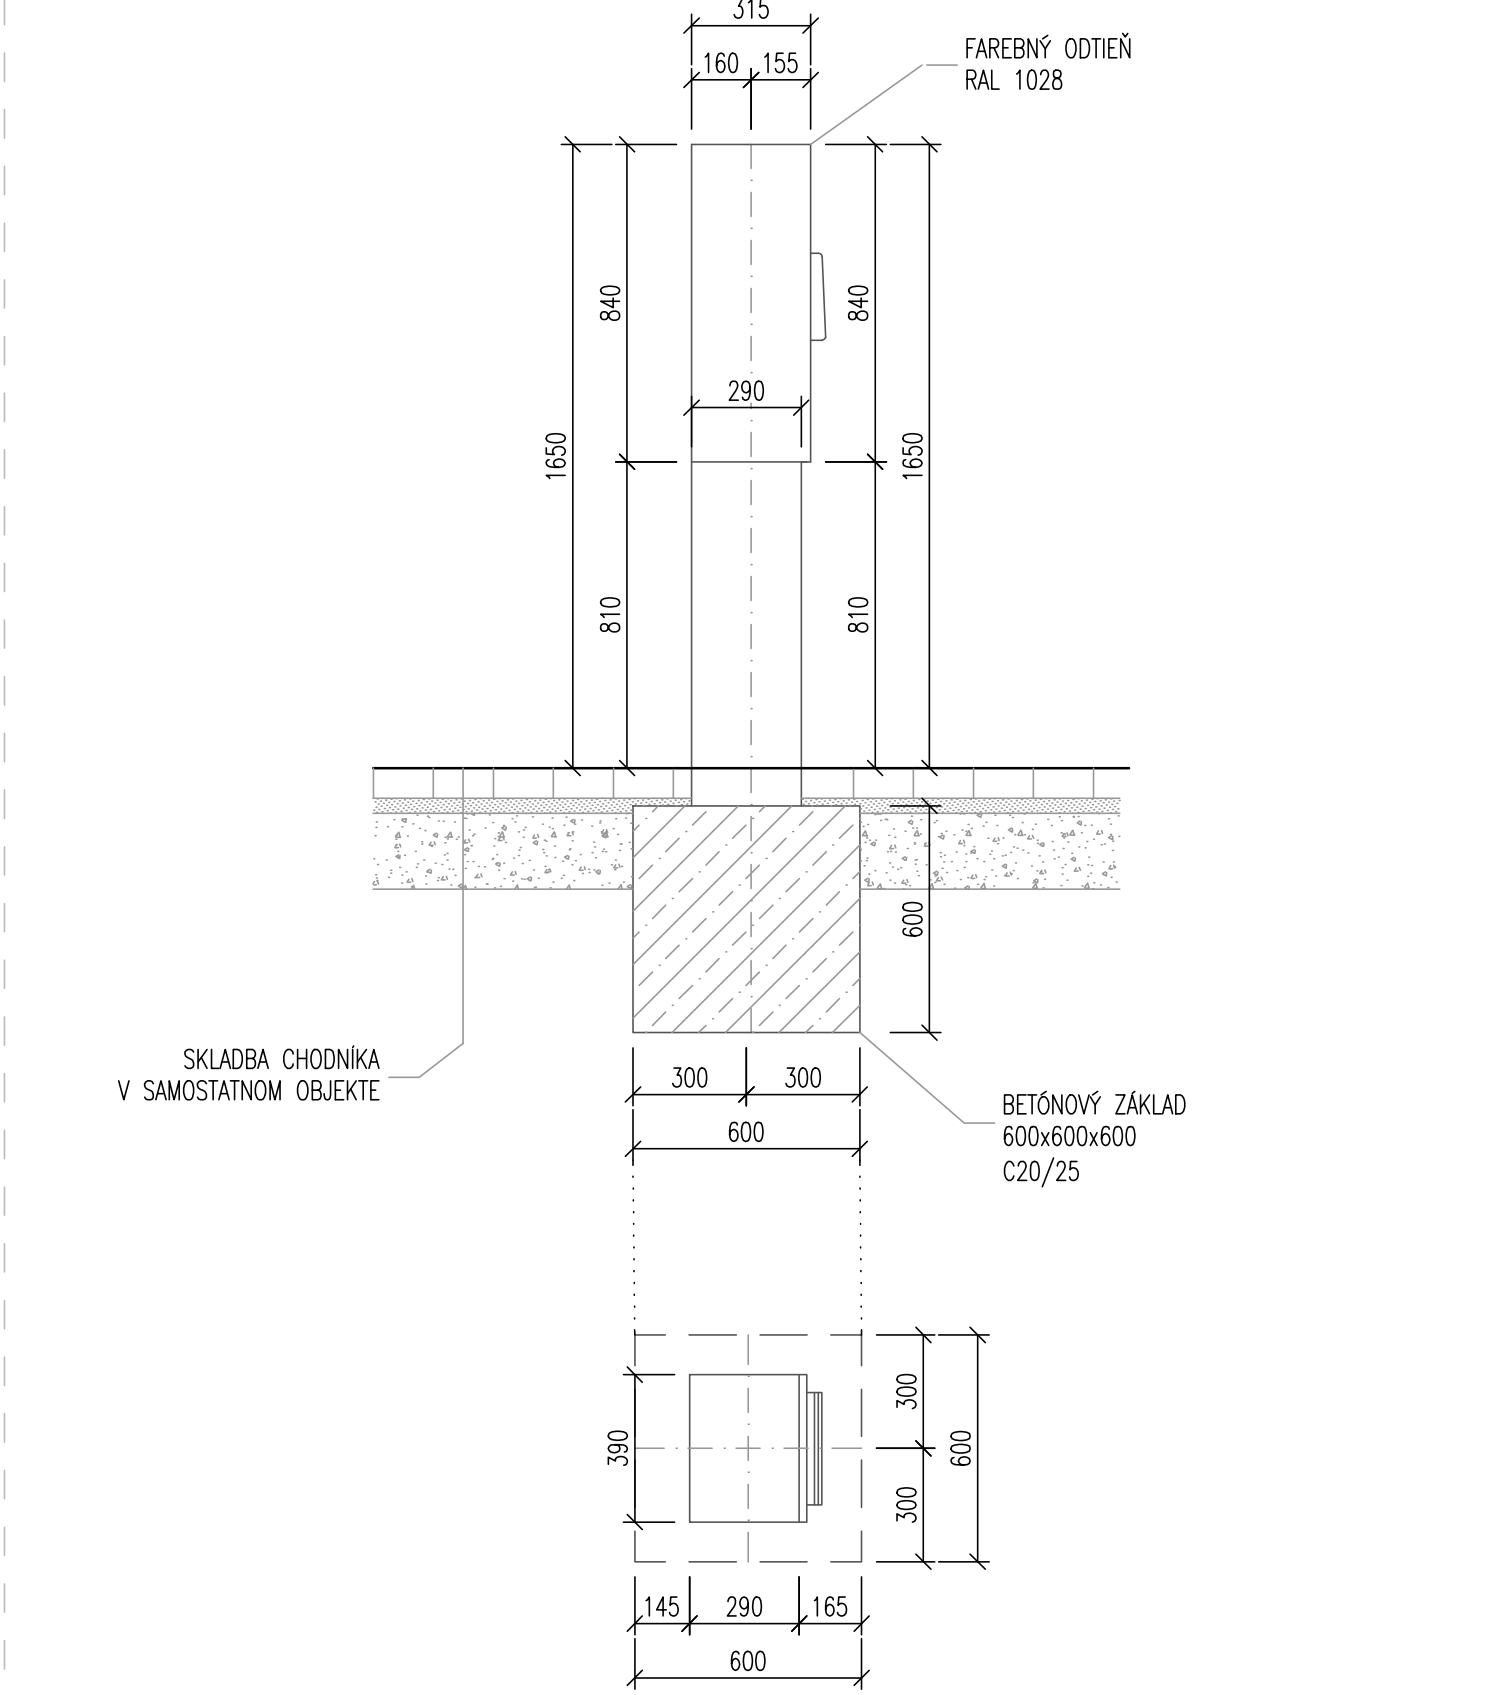 315
160 155
FAREBNÝ ODTIEŇ
RAL 1028
840
840
290
1650
1650
810
810
600
SKLADBA CHODNÍKA
V SAMOSTATNOM OBJEKTE
300 300
600
BETÓNOVÝ ZÁKLAD
600x600x600
C20/25
300
390
600
300
145 290 165
600